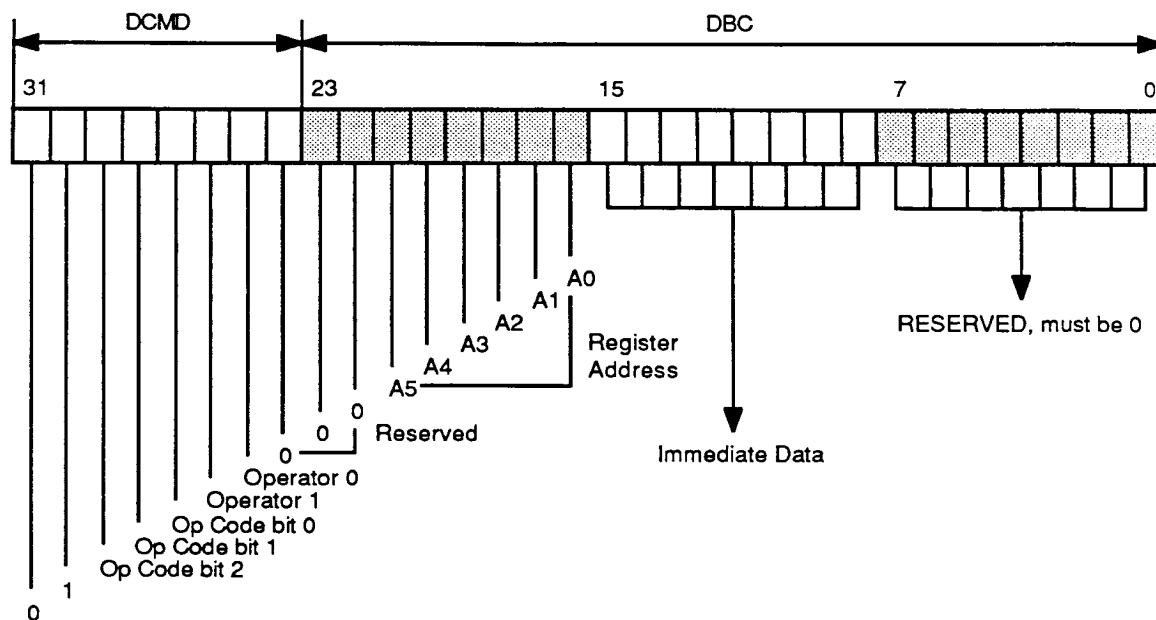 DCMD
DBC
31
23
15
7
0
A0
A1
A2
A3
A4
A5
Register
Address
RESERVED, must be 0
0
0
Reserved
0
Immediate Data
Operator 0
Operator 1
Op Code bit 0
Op Code bit 1
Op Code bit 2
1
0